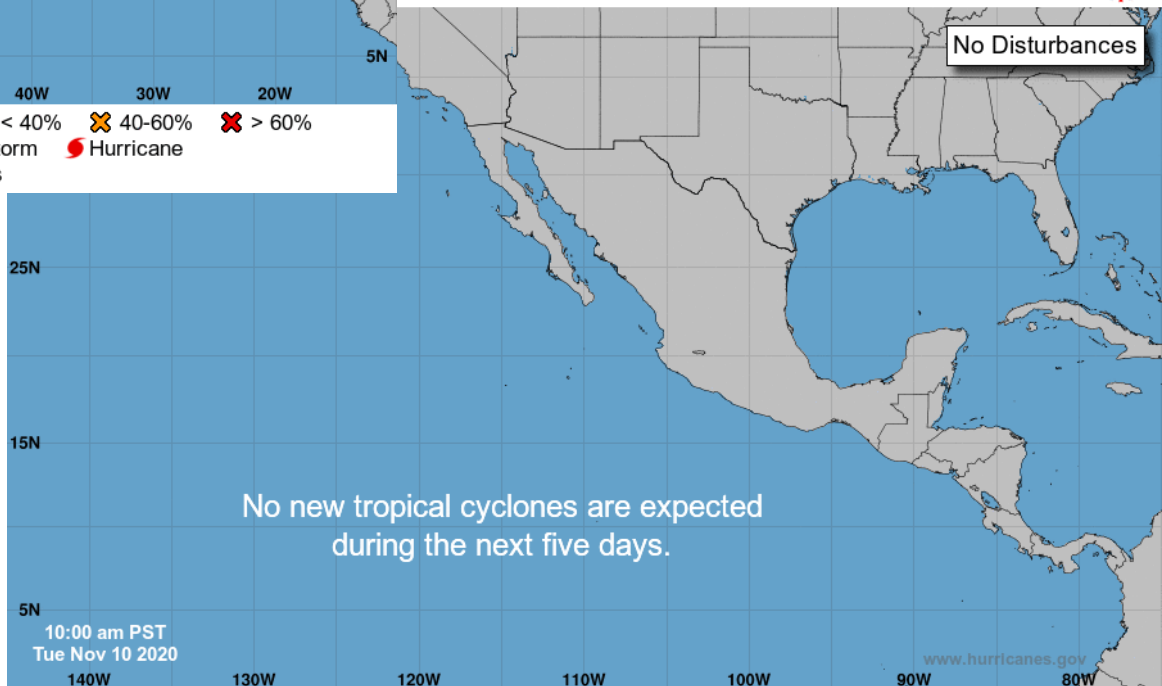 5N
40W 30W 20W
< 40% 40-60% > 60%
orm Hurricane
No Disturbances
25N
15N
No new tropical cyclones are expected
during the next five days.
5N
10:00 am PST
Tue Nov 10 2020
www.hurricanes.gov
140W 130W 120W 110W 100W 90W 80W